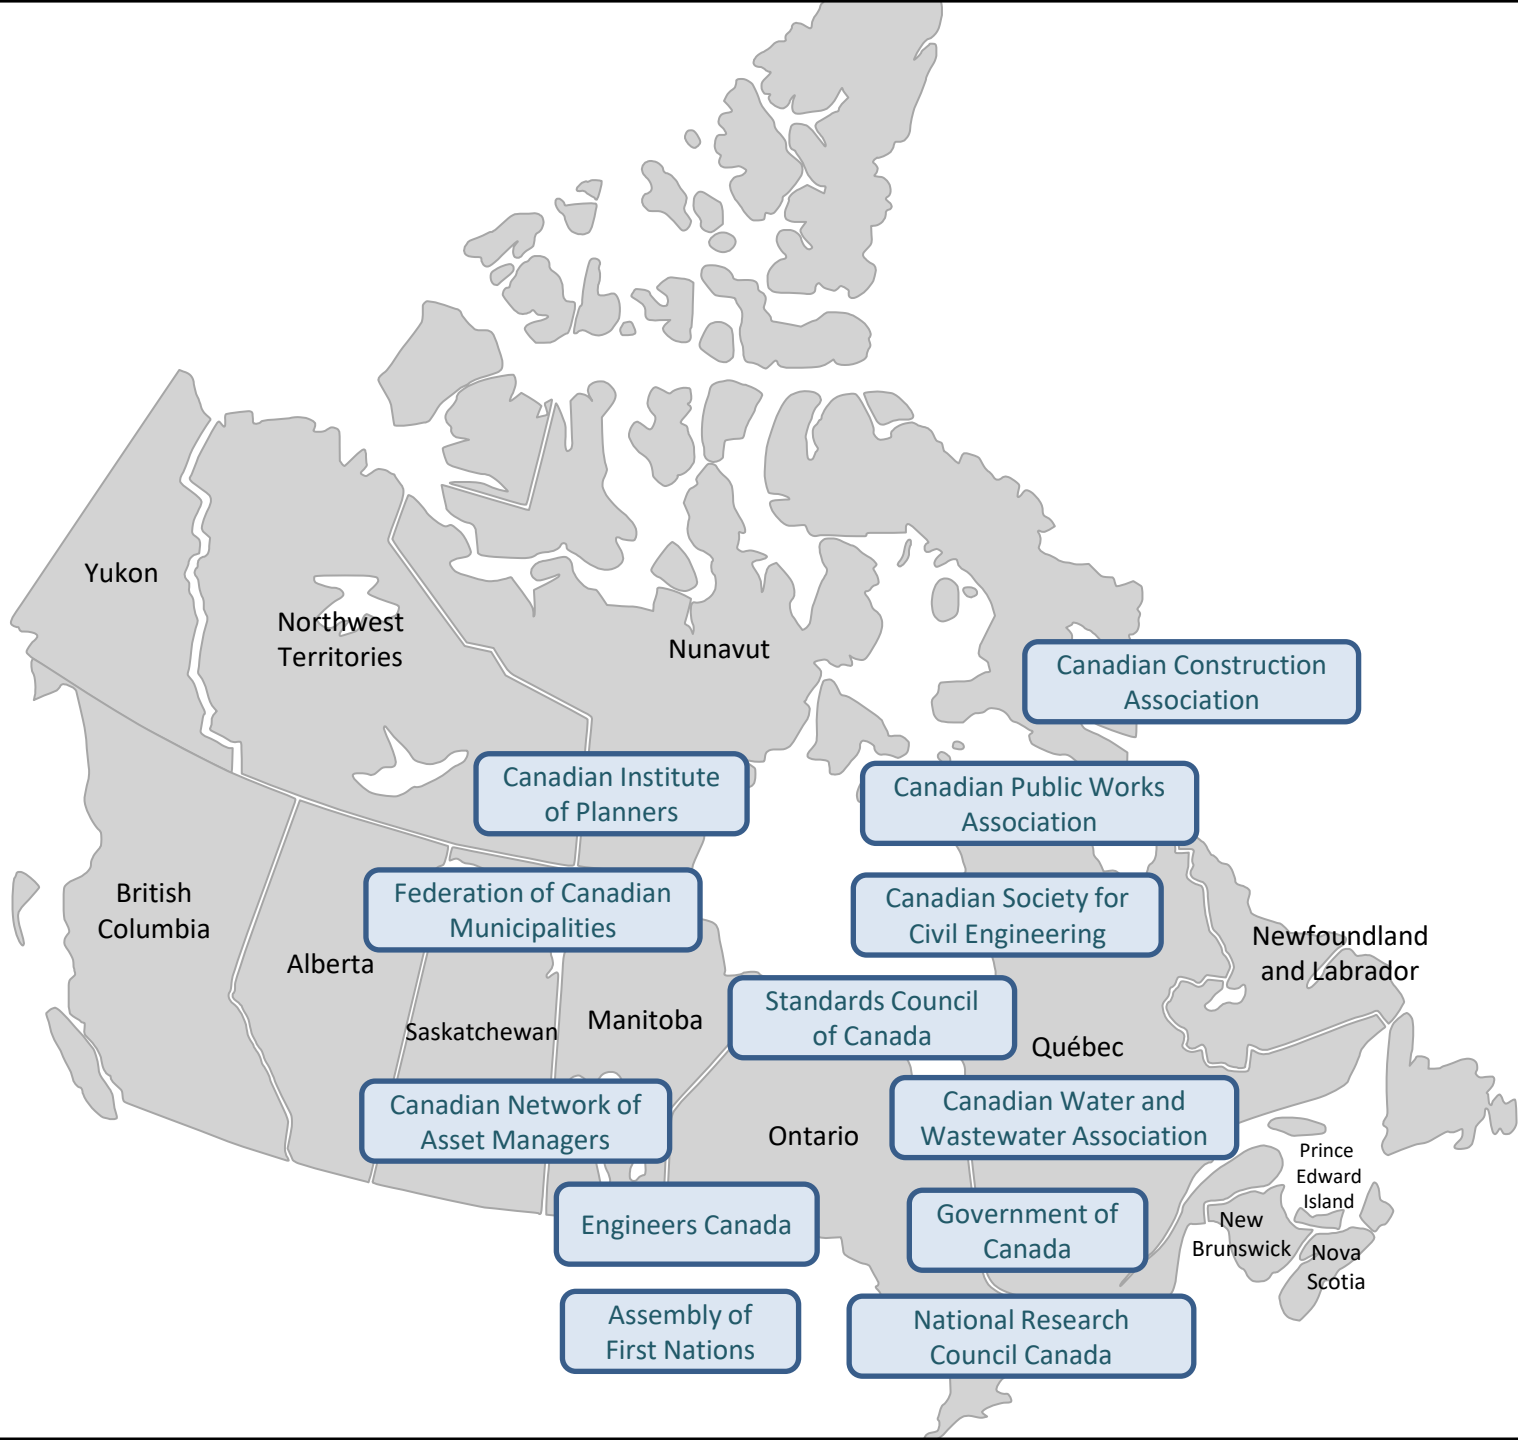 Yukon
Northwest
Territories
Nunavut
Canadian Construction
Association
Canadian Institute
of Planners
Canadian Public Works
Association
British
Columbia
Federation of Canadian
Municipalities
Canadian Society for
Civil Engineering
Newfoundland
and Labrador
Alberta
Saskatchewan
Manitoba
Standards Council
of Canada
Québec
Canadian Network of
Asset Managers
Ontario
Canadian Water and
Wastewater Association
Prince
Edward
Island
Engineers Canada
Government of
Canada
New
Brunswick
Nova
Scotia
Assembly of
First Nations
National Research
Council Canada